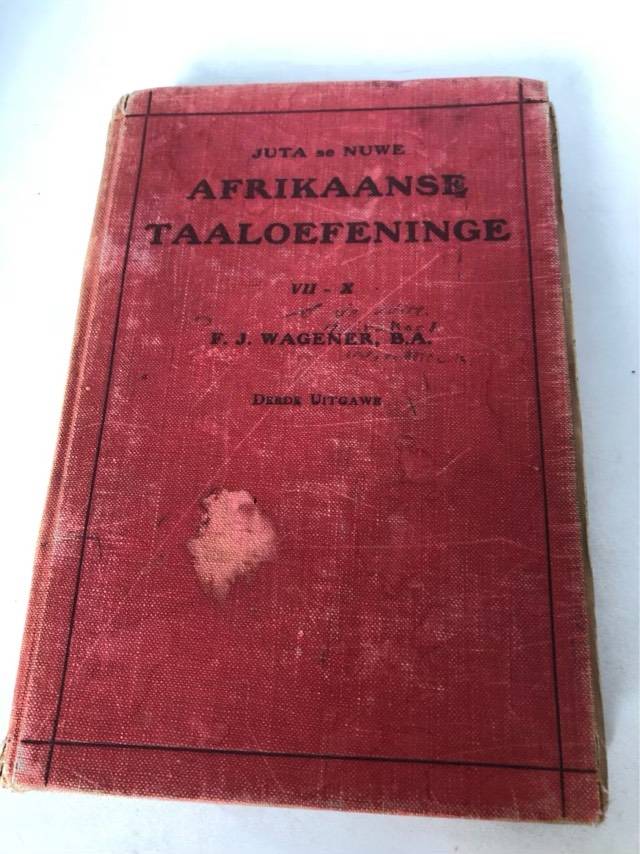 JUTA se NUWE
AFRIKAANSE
TAALOEFENINGE
VII - X
F. J. WAGENER, B.A.
DERDE UITGAWE